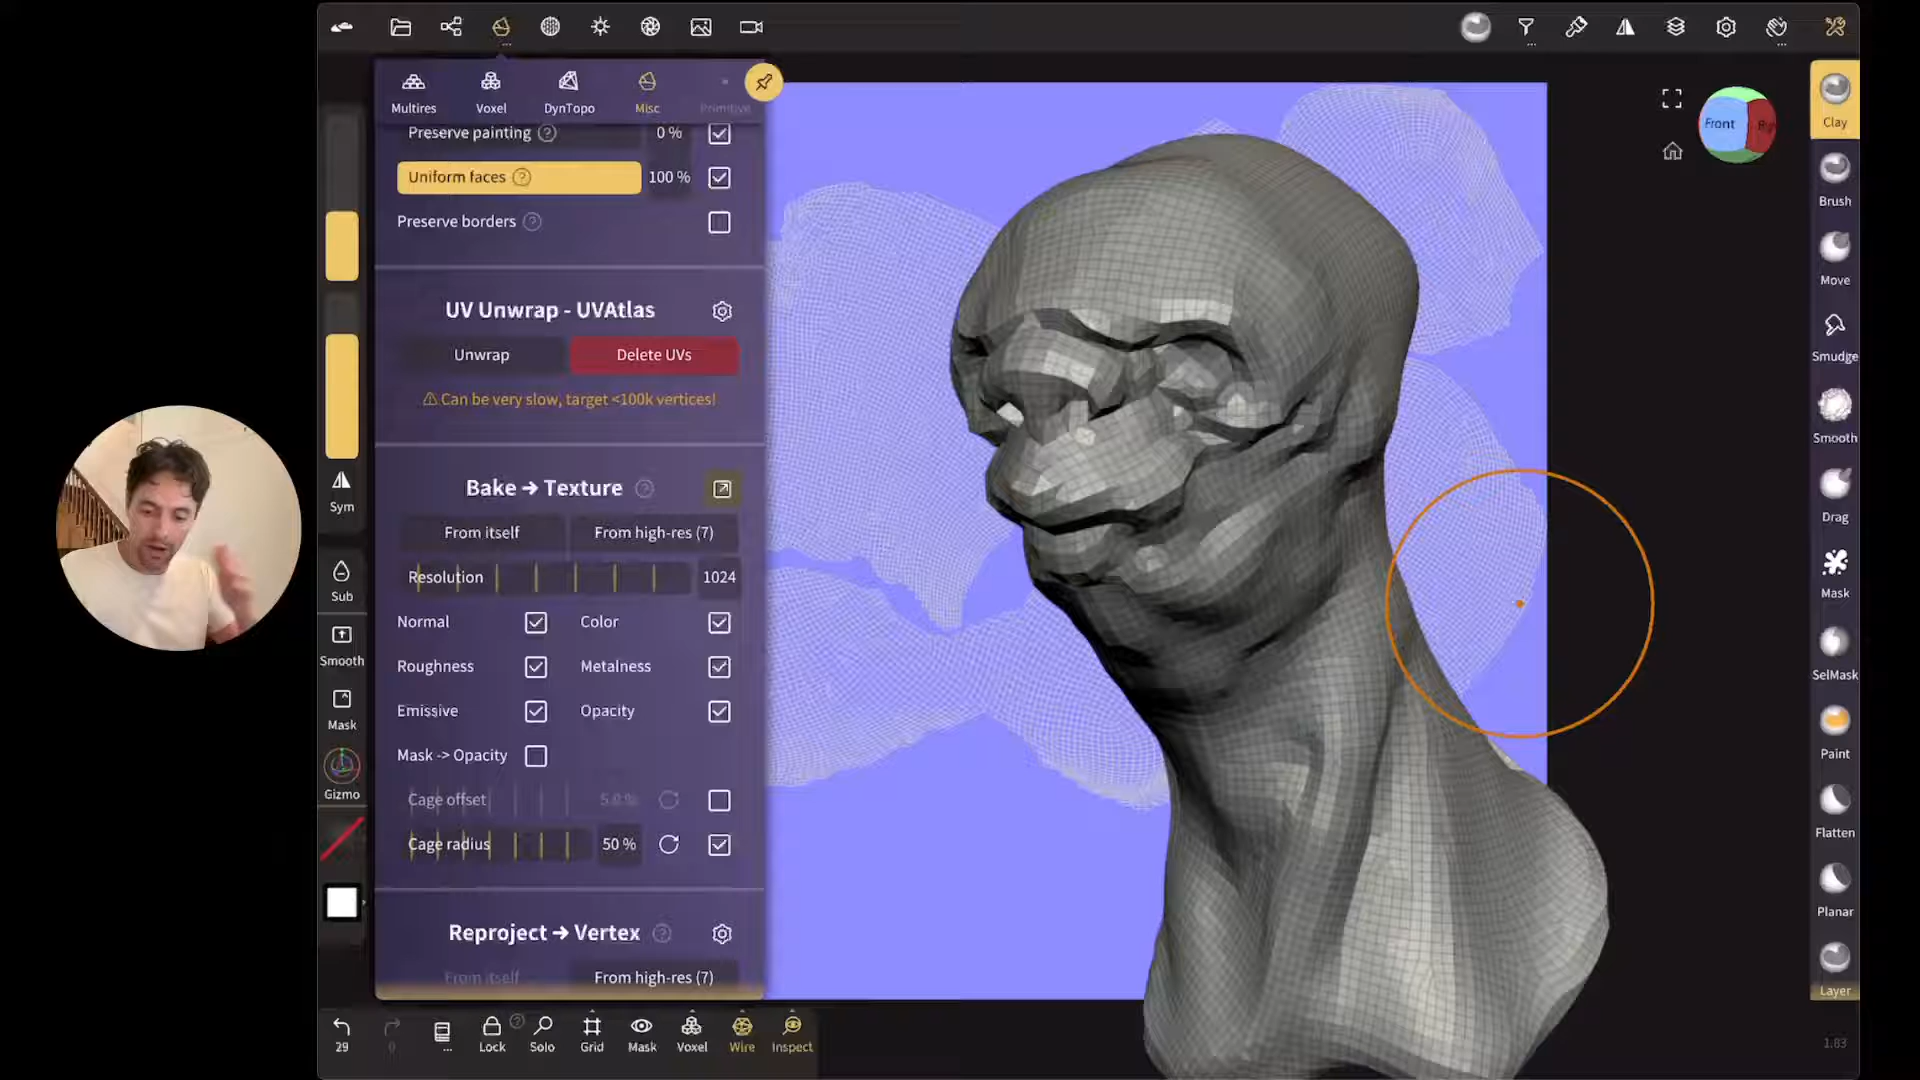 Multires Voxel DynTopo Misc Primitive
Preserve painting ? 0 %
Uniform faces ? 100 %
Preserve borders ?
UV Unwrap - UVAtlas
Unwrap Delete UVs
⚠Can be very slow, target <100k vertices!
Bake → Texture ?
From itself From high-res (7)
Resolution 1024
Normal Color
Roughness Metalness
Emissive Opacity
Mask -> Opacity
Cage offset 5.0 %
Cage radius 50 %
Reproject → Vertex ?
From itself From high-res (7)
Sym
Sub
Smooth
Mask
Gizmo
Front
Clay
Brush
Move
Smudge
Smooth
Drag
Mask
SelMask
Paint
Flatten
Planar
Layer
29 0 Lock ? Solo Grid Mask Voxel Wire Inspect
1.83